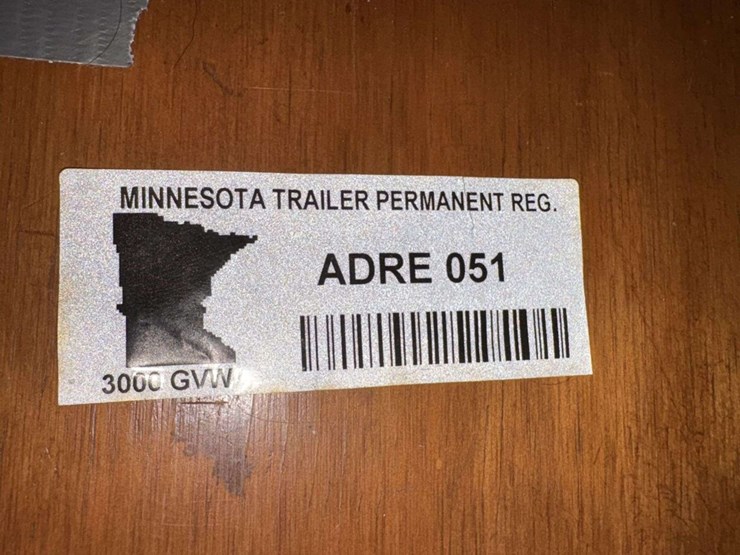 MINNESOTA TRAILER PERMANENT REG.
ADRE 051
3000 GVW